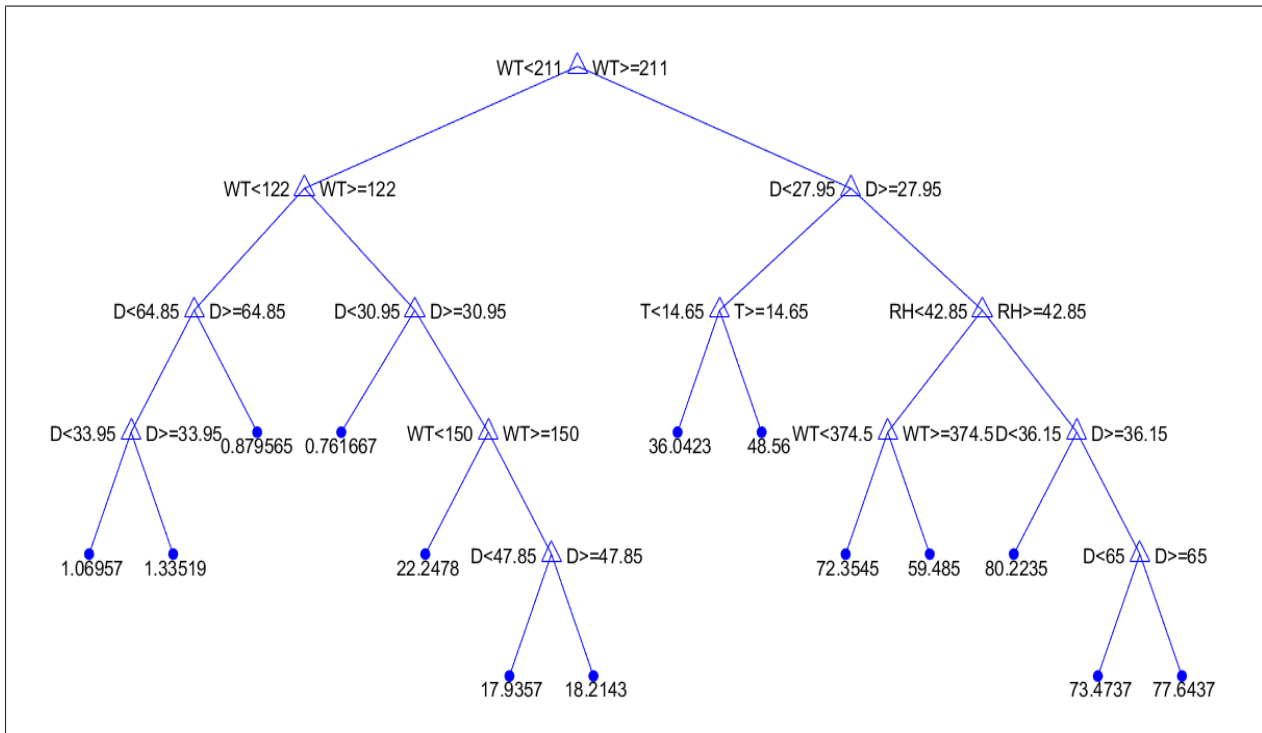 WT<211 WT>=211
WT<122 WT>=122 D<27.95 D>=27.95
D<64.85 D>=64.85 D<30.95 D>=30.95 T<14.65 T>=14.65 RH<42.85 RH>=42.85
D<33.95 D>=33.95 0.879565 0.761667 WT<150 WT>=150 36.0423 48.56 WT<374.5 WT>=374.5 D<36.15 D>=36.15
1.06957 1.33519 22.2478 D<47.85 D>=47.85 72.3545 59.485 80.2235 D<65 D>=65
17.9357 18.2143 73.4737 77.6437